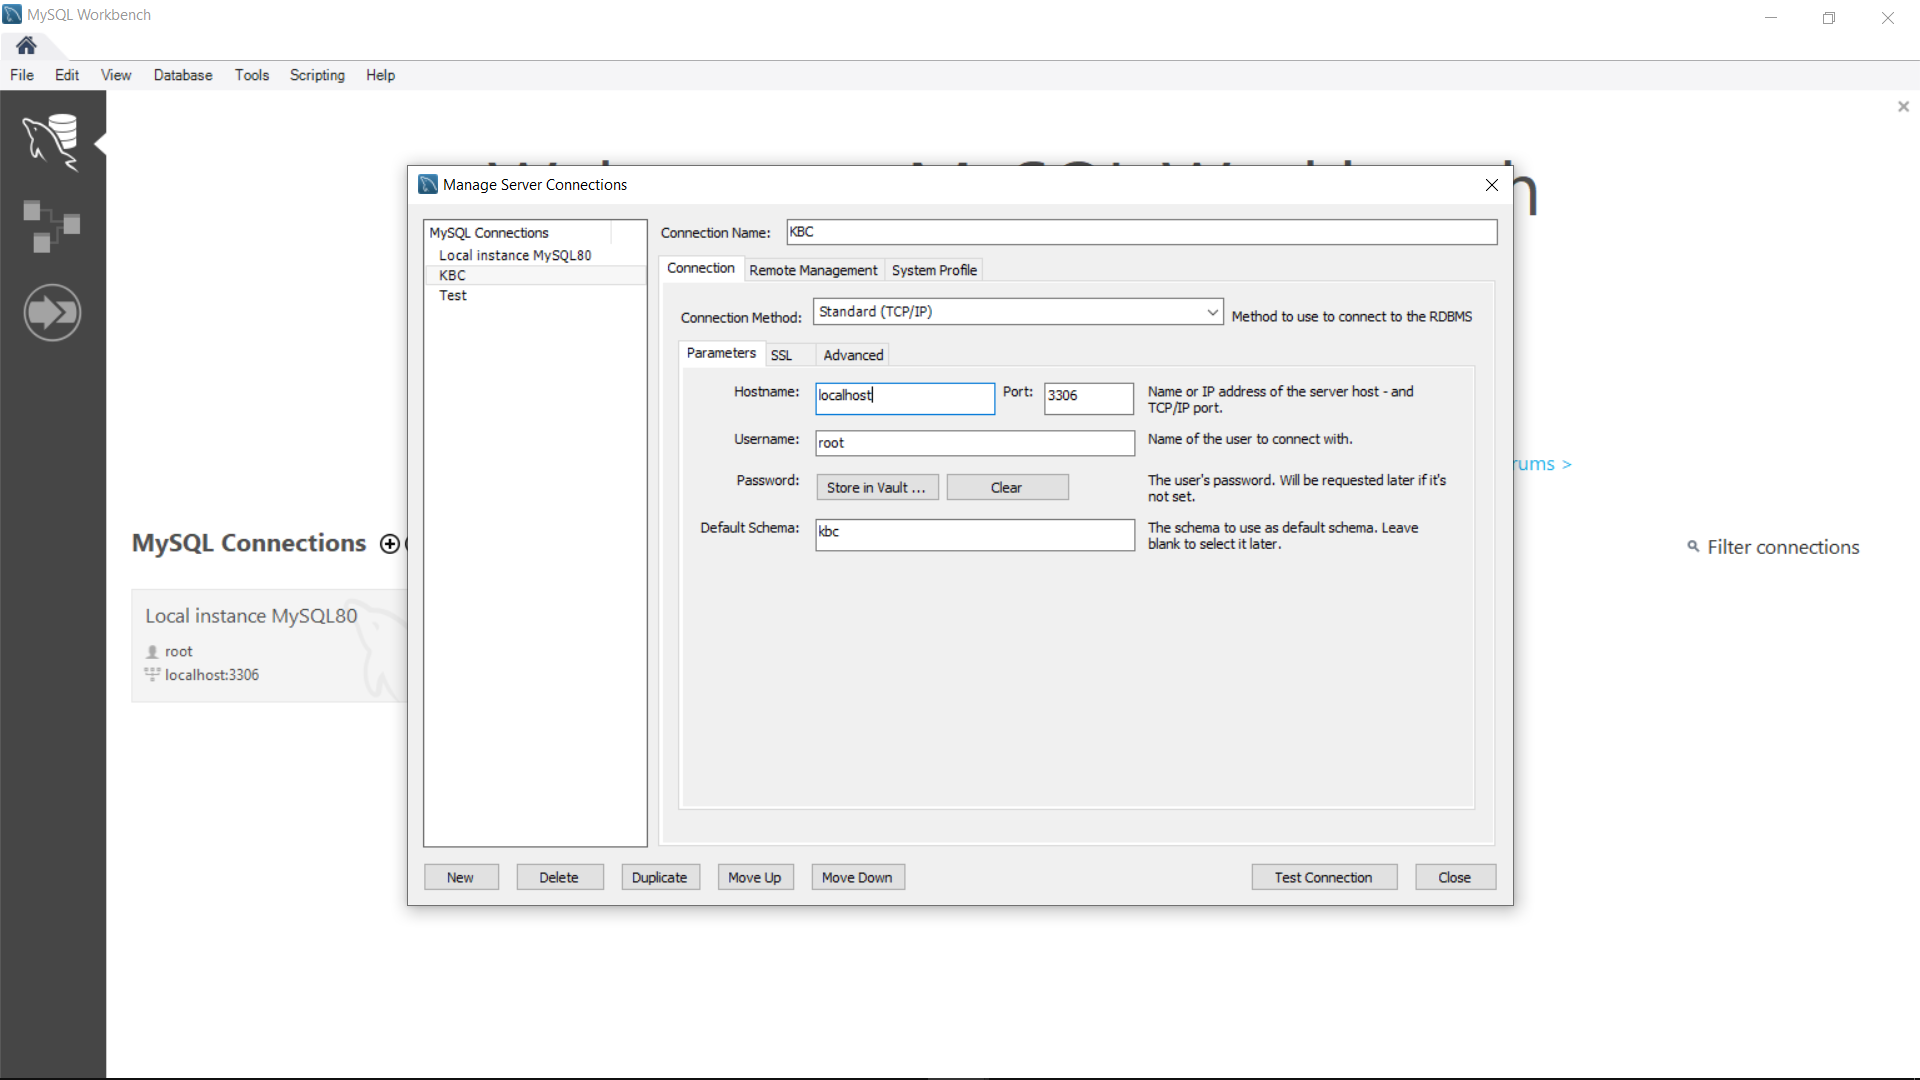 MySQL Workbench
File Edit View Database Tools Scripting Help
Manage Server Connections
MySQL Connections
Local instance MySQL80
KBC
Test
Connection Name: KBC
Connection Remote Management System Profile
Connection Method: Standard (TCP/IP) Method to use to connect to the RDBMS
Parameters SSL Advanced
Hostname: localhost Port: 3306 Name or IP address of the server host - and
TCP/IP port.
Username: root Name of the user to connect with.
Password: Store in Vault ... Clear The user's password. Will be requested later if it's
not set.
Default Schema: kbc The schema to use as default schema. Leave
blank to select it later.
New Delete Duplicate Move Up Move Down Test Connection Close
rums >
MySQL Connections
Filter connections
Local instance MySQL80
root
localhost:3306